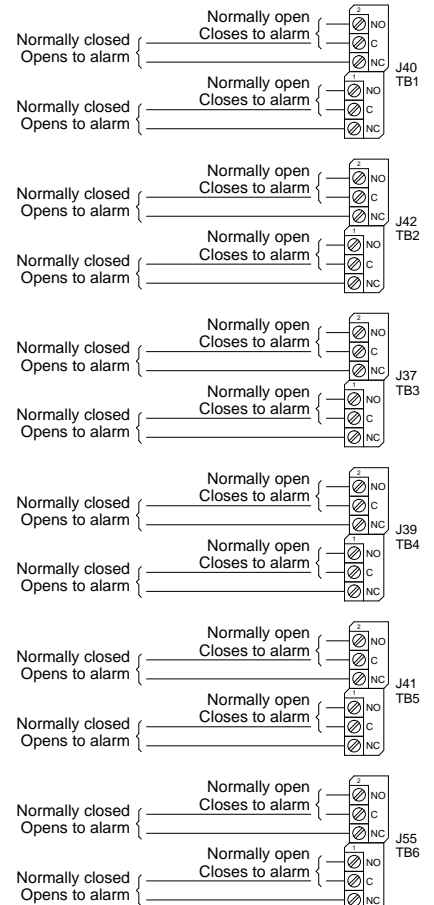 2
Normally open NO
Closes to alarm
Normally closed C
Opens to alarm NC
J40
TB1
1
Normally open NO
Closes to alarm
Normally closed C
Opens to alarm NC
2
Normally open NO
Closes to alarm
Normally closed C
Opens to alarm NC
J42
TB2
1
Normally open NO
Closes to alarm
Normally closed C
Opens to alarm NC
2
Normally open NO
Closes to alarm
Normally closed C
Opens to alarm NC
J37
TB3
1
Normally open NO
Closes to alarm
Normally closed C
Opens to alarm NC
2
Normally open NO
Closes to alarm
Normally closed C
Opens to alarm NC
J39
TB4
1
Normally open NO
Closes to alarm
Normally closed C
Opens to alarm NC
2
Normally open NO
Closes to alarm
Normally closed C
Opens to alarm NC
J41
TB5
1
Normally open NO
Closes to alarm
Normally closed C
Opens to alarm NC
2
Normally open NO
Closes to alarm
Normally closed C
Opens to alarm NC
J55
TB6
1
Normally open NO
Closes to alarm
Normally closed C
Opens to alarm NC